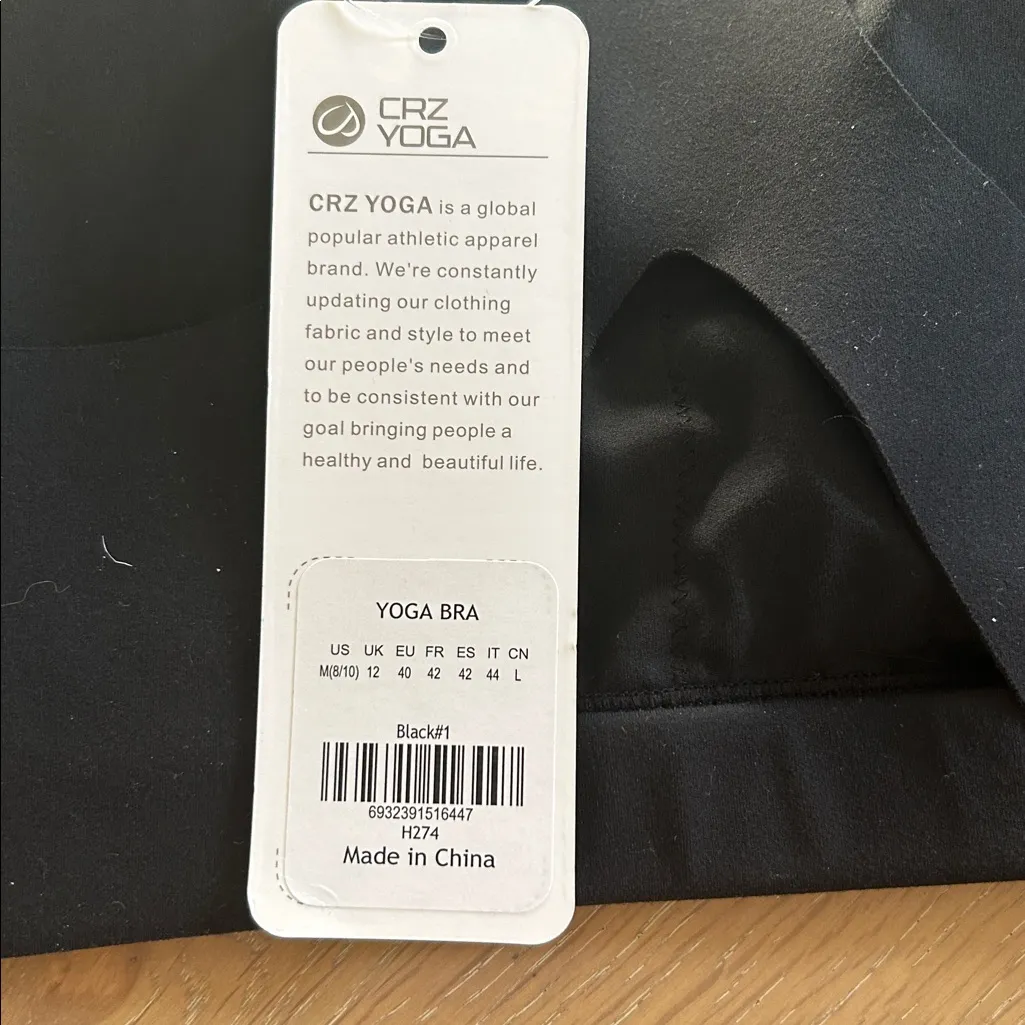 CRZ
YOGA
CRZ YOGA is a global
popular athletic apparel
brand. We're constantly
updating our clothing
fabric and style to meet
our people's needs and
to be consistent with our
goal bringing people a
healthy and beautiful life.
YOGA BRA
US UK EU FR ES IT CN
M(8/10) 12 40 42 42 44 L
Black#1
6932391516447
H274
Made in China